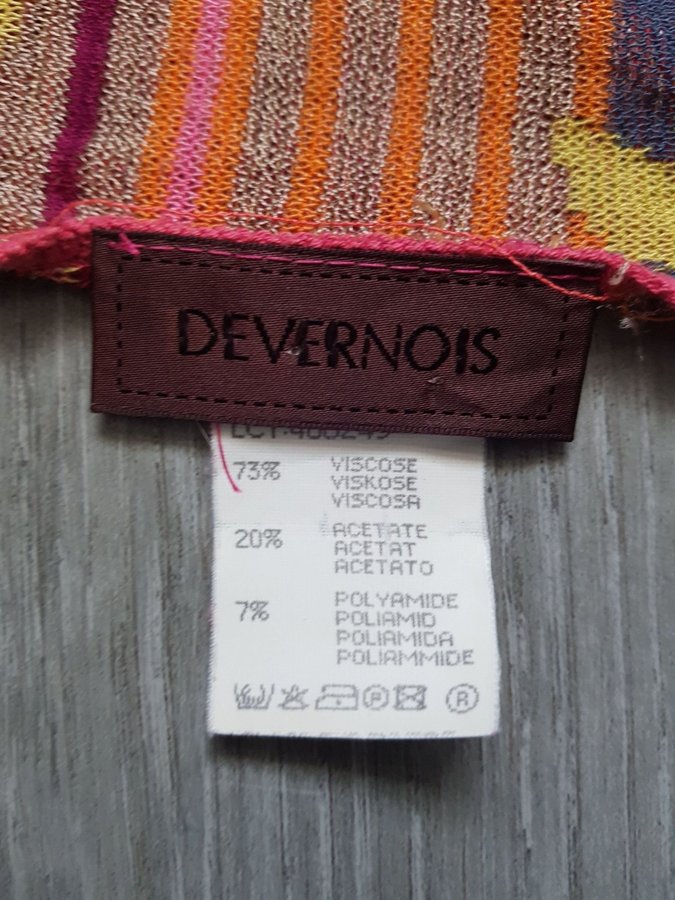 DEVERNOIS
73% VISCOSE
VISKOSE
VISCOSA
20% ACETATE
ACETAT
ACETATO
7% POLYAMIDE
POLIAMID
POLIAMIDA
POLIAMMIDE
P R